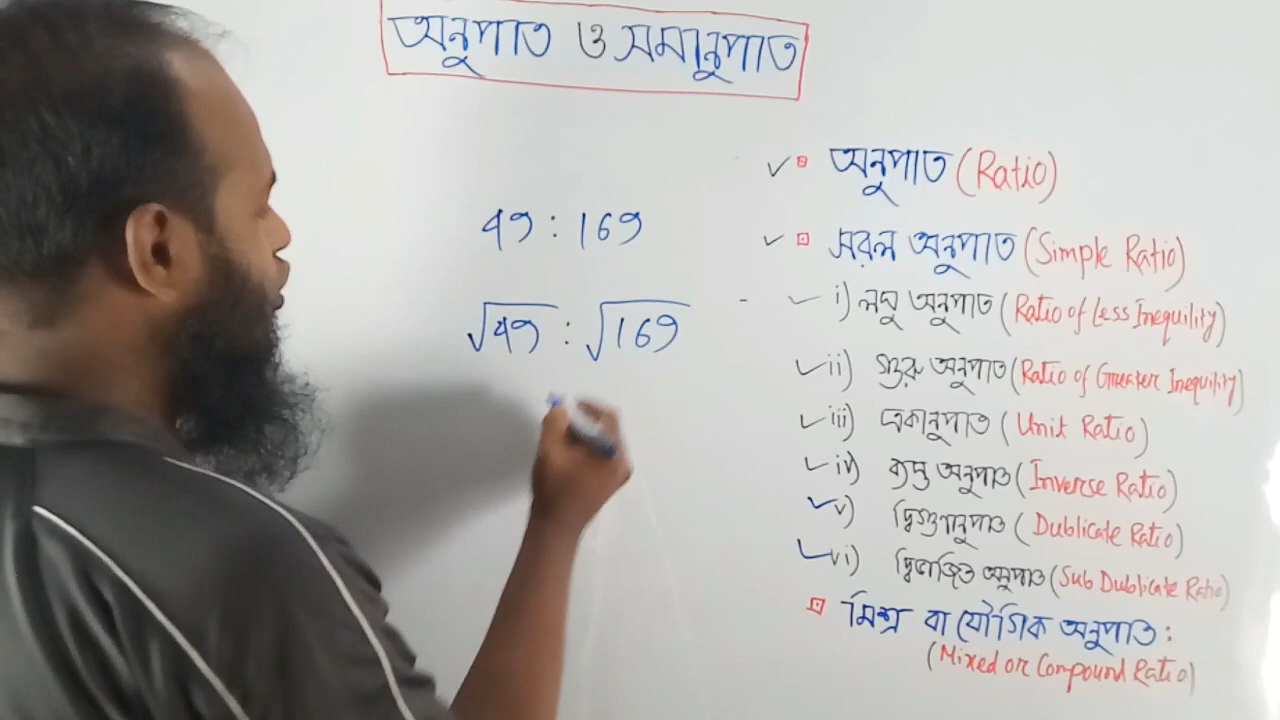 অনুপাত ও সমানুপাত
49 : 169
√49 : √169
অনুপাত (Ratio)
সরল অনুপাত (Simple Ratio)
i) লঘু অনুপাত (Ratio of Less Inequility)
ii) গুরু অনুপাত (Ratio of Greater Inequility)
iii) একানুপাত (Unit Ratio)
iv) ব্যস্ত অনুপাত (Inverse Ratio)
v) দ্বিগুণানুপাত (Dublicate Ratio)
vi) দ্বিভাজিত অনুপাত (Sub Dublicate Ratio)
মিশ্র বা যৌগিক অনুপাত :
(Mixed or Compound Ratio)